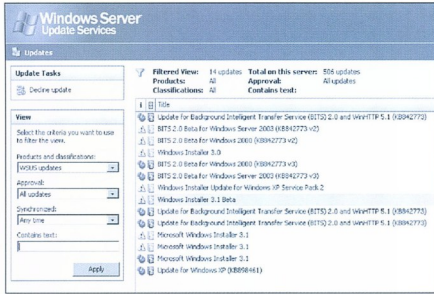 Windows Server
Update Services
Updates
Update Tasks
Decline update
View
Select the criteria you want to use
to filter the view.
Products and classifications:
WSUS updates
Approval:
All updates
Synchronized:
Any time
Contains text:
Apply
Filtered View: 14 updates Total on this server: 506 updates
Products: All Approval: All updates
Classifications: All Contains text:
Title
Update for Background Intelligent Transfer Service (BITS) 2.0 and WinHTTP 5.1 (KB842773)
BITS 2.0 Beta for Windows Server 2003 (KB842773 v2)
BITS 2.0 Beta for Windows 2000 (KB842773 v2)
Windows Installer 3.0
BITS 2.0 Beta for Windows 2000 (KB842773 v3)
BITS 2.0 Beta for Windows Server 2003 (KB842773 v3)
Windows Installer Update for Windows XP Service Pack 2
Windows Installer 3.1 Beta
Update for Background Intelligent Transfer Service (BITS) 2.0 and WinHTTP 5.1 (KB842773)
Update for Background Intelligent Transfer Service (BITS) 2.0 and WinHTTP 5.1 (KB842773)
Microsoft Windows Installer 3.1
Microsoft Windows Installer 3.1
Microsoft Windows Installer 3.1
Update for Windows XP (KB898461)